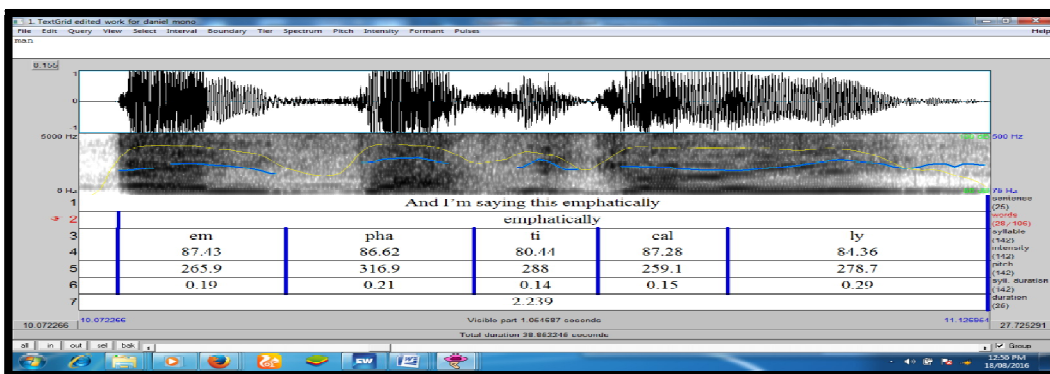 1. TextGrid edited work for daniel mono
File Edit Query View Select Interval Boundary Tier Spectrum Pitch Intensity Formant Pulses Help
man
0.155
1
0
-1
5000 Hz 500 Hz
0 Hz 75 Hz
1 And I'm saying this emphatically sentence (25)
2 emphatically words (28/106)
3 em pha ti cal ly syllable (142)
4 87.43 86.62 80.44 87.28 84.36 intensity (142)
5 265.9 316.9 288 259.1 278.7 pitch (142)
6 0.19 0.21 0.14 0.15 0.29 syll. duration (142)
7 2.239 duration (25)
10.072266 Visible part 1.054687 seconds
10.072266 27.725291
Total duration 38.863246 seconds
all in out sel bak Group
SW W
12:50 PM
18/08/2016